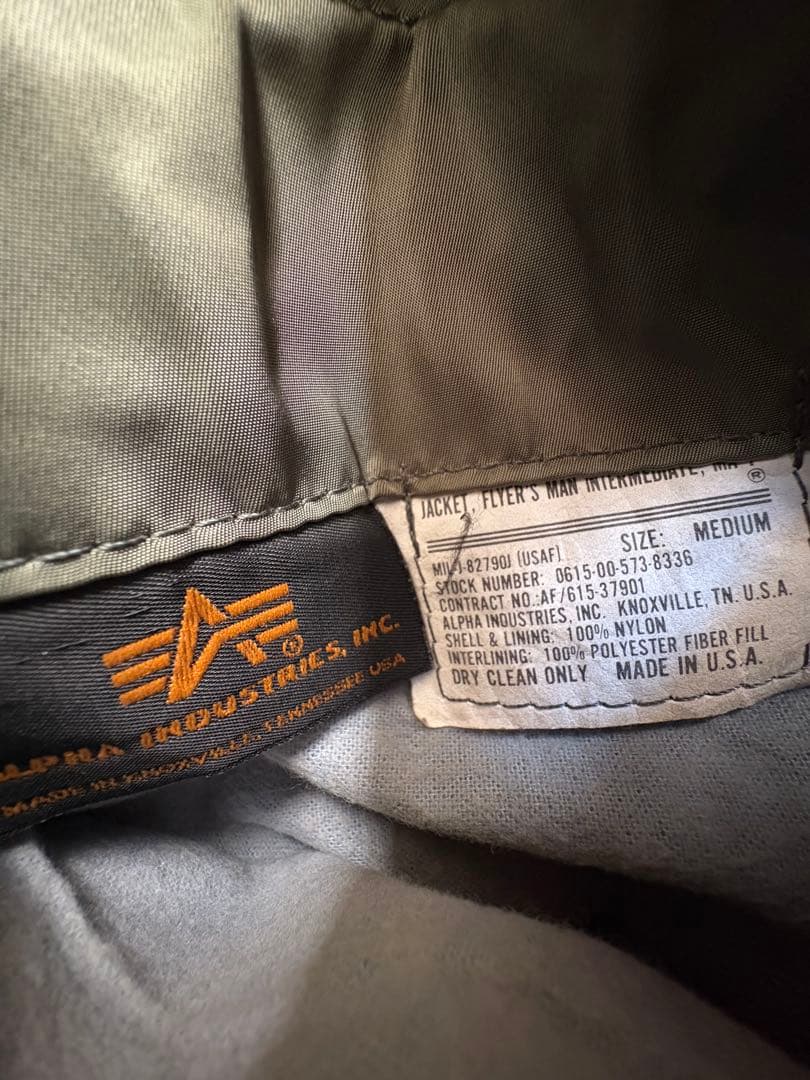 JACKET, FLYER'S MAN INTERMEDIATE, MA-1
®
SIZE: MEDIUM
MIL-J-82790J (USAF)
STOCK NUMBER: 0615-00-573-8336
CONTRACT NO.:AF/615-37901
ALPHA INDUSTRIES, INC. KNOXVILLE, TN. U.S.A.
SHELL & LINING: 100% NYLON
INTERLINING: 100% POLYESTER FIBER FILL
DRY CLEAN ONLY MADE IN U.S.A.
®
ALPHA INDUSTRIES, INC.
MADE IN KNOXVILLE, TENNESSEE USA